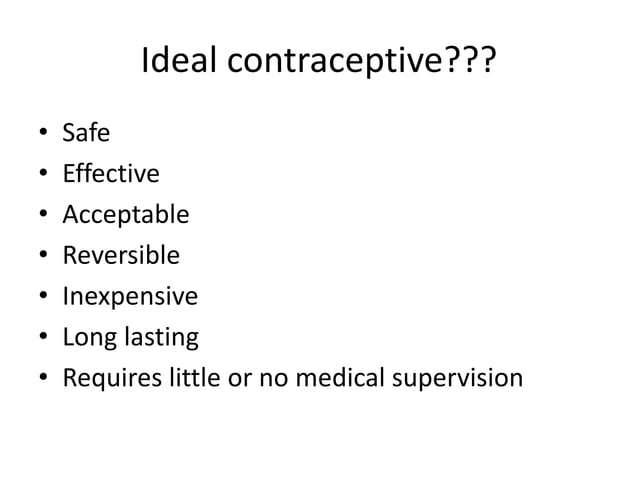 Ideal contraceptive???
• Safe
• Effective
• Acceptable
• Reversible
• Inexpensive
• Long lasting
• Requires little or no medical supervision